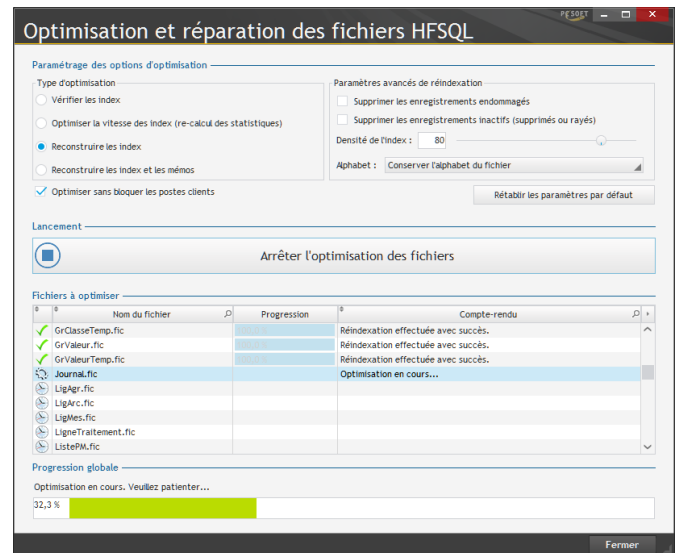 PCSOFT
Optimisation et réparation des fichiers HFSQL
Paramétrage des options d'optimisation
Type d'optimisation
Vérifier les index
Optimiser la vitesse des index (re-calcul des statistiques)
Reconstruire les index
Reconstruire les index et les mémos
Optimiser sans bloquer les postes clients
Paramètres avancés de réindexation
Supprimer les enregistrements endommagés
Supprimer les enregistrements inactifs (supprimés ou rayés)
Densité de l'index : 80
Alphabet : Conserver l'alphabet du fichier
Rétablir les paramètres par défaut
Lancement
Arrêter l'optimisation des fichiers
Fichiers à optimiser
Nom du fichier Progression Compte-rendu
GrClasseTemp.fic 100,0 % Réindexation effectuée avec succès.
GrValeur.fic 100,0 % Réindexation effectuée avec succès.
GrValeurTemp.fic 100,0 % Réindexation effectuée avec succès.
Journal.fic Optimisation en cours...
LigAgr.fic
LigArc.fic
LigMes.fic
LigneTraitement.fic
ListePM.fic
Progression globale
Optimisation en cours. Veuillez patienter...
32,3 %
Fermer